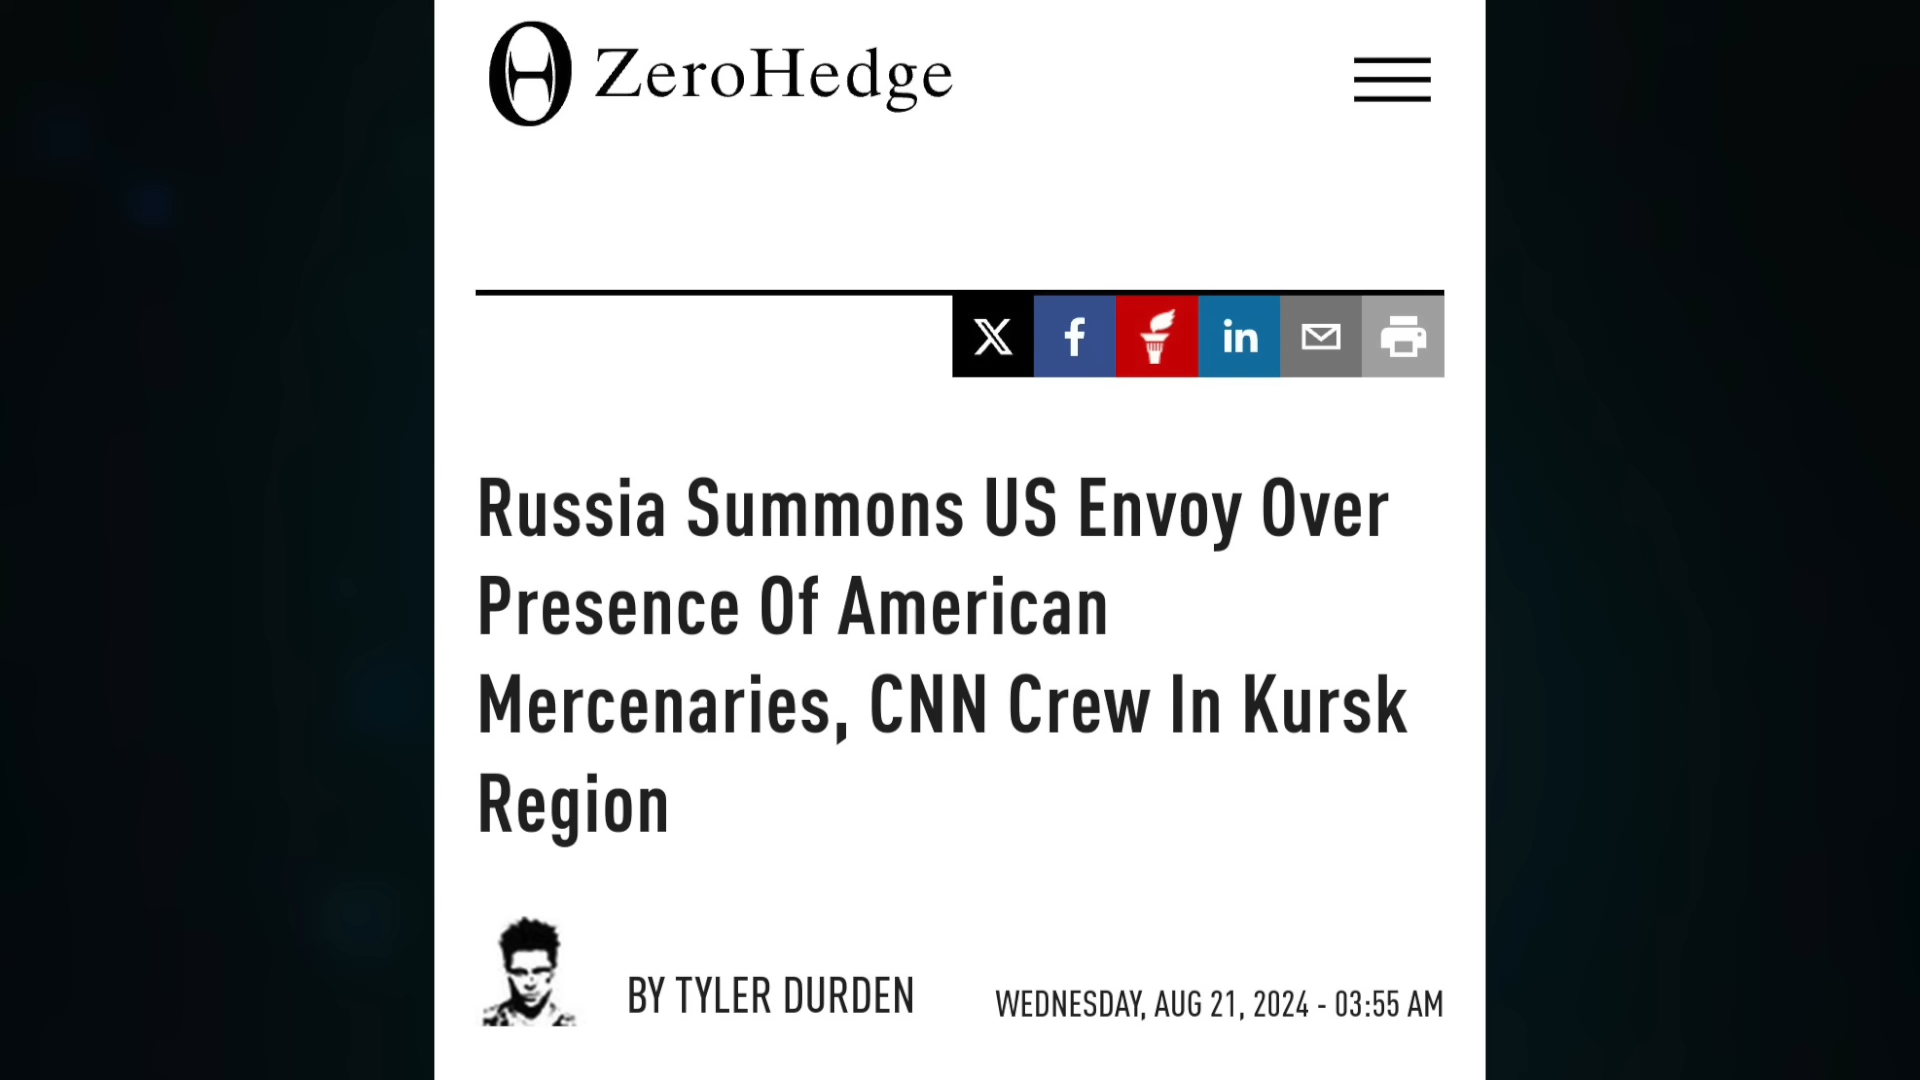 ZeroHedge
Russia Summons US Envoy Over
Presence Of American
Mercenaries, CNN Crew In Kursk
Region
BY TYLER DURDEN
WEDNESDAY, AUG 21, 2024 - 03:55 AM